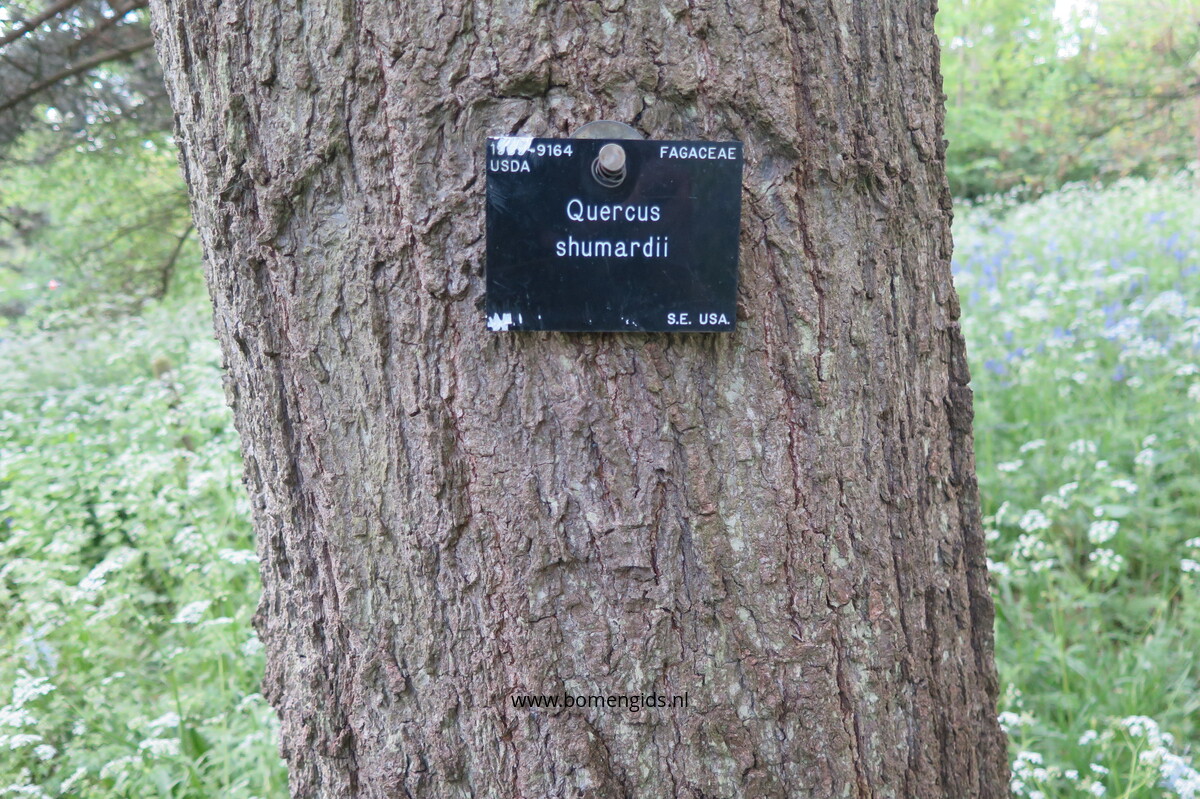 FAGACEAE
USDA
Quercus
shumardii
S.E. USA.
www.bomengids.nl